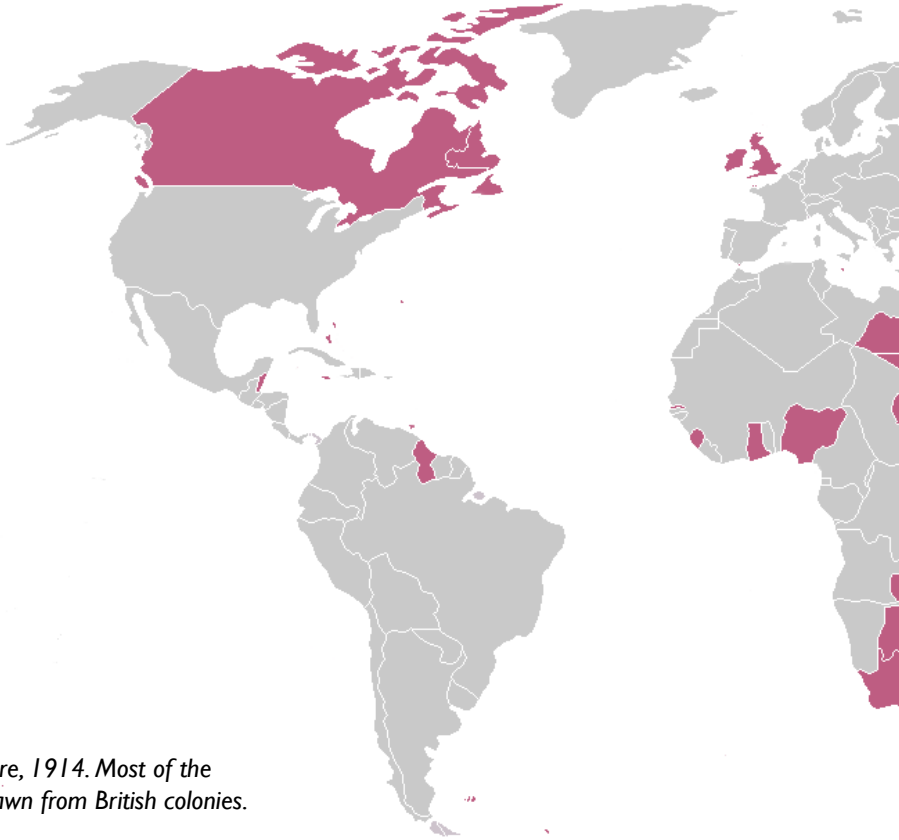 re, 1914. Most of the
awn from British colonies.